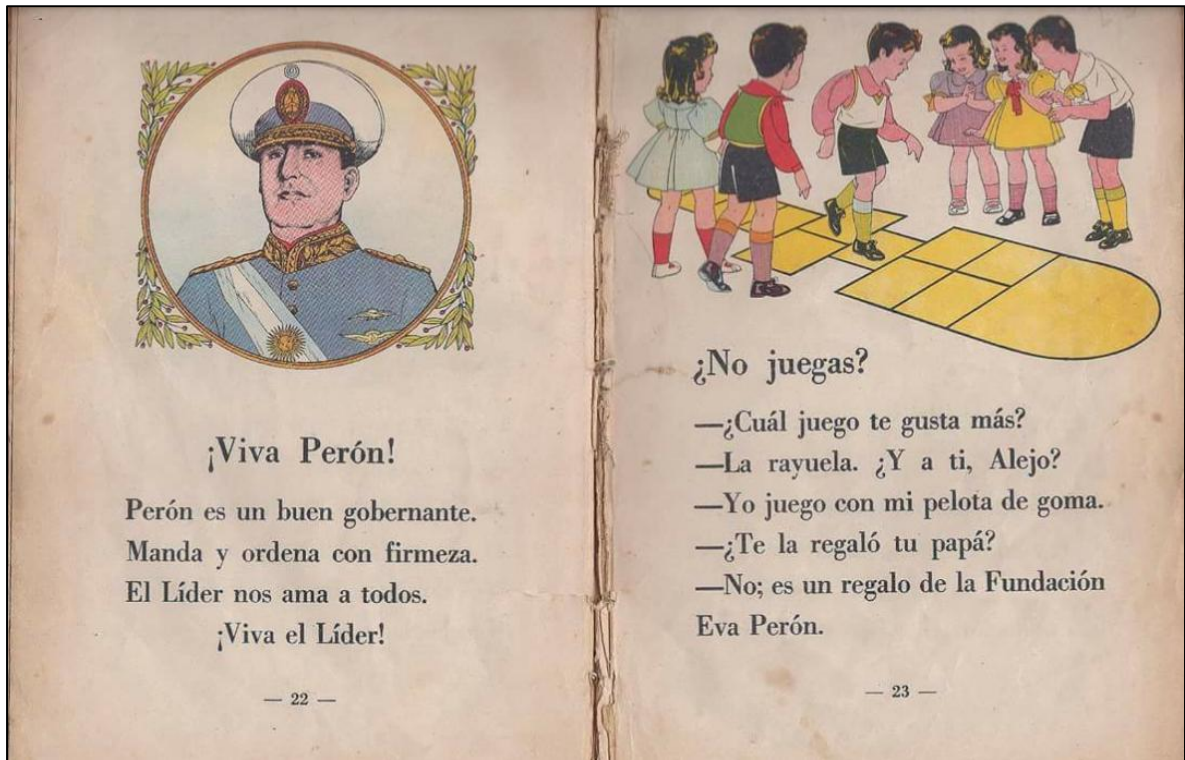 ¡Viva Perón!
Perón es un buen gobernante.
Manda y ordena con firmeza.
El Líder nos ama a todos.
¡Viva el Líder!
— 22 —
¿No juegas?
—¿Cuál juego te gusta más?
—La rayuela. ¿Y a ti, Alejo?
—Yo juego con mi pelota de goma.
—¿Te la regaló tu papá?
—No; es un regalo de la Fundación
Eva Perón.
— 23 —